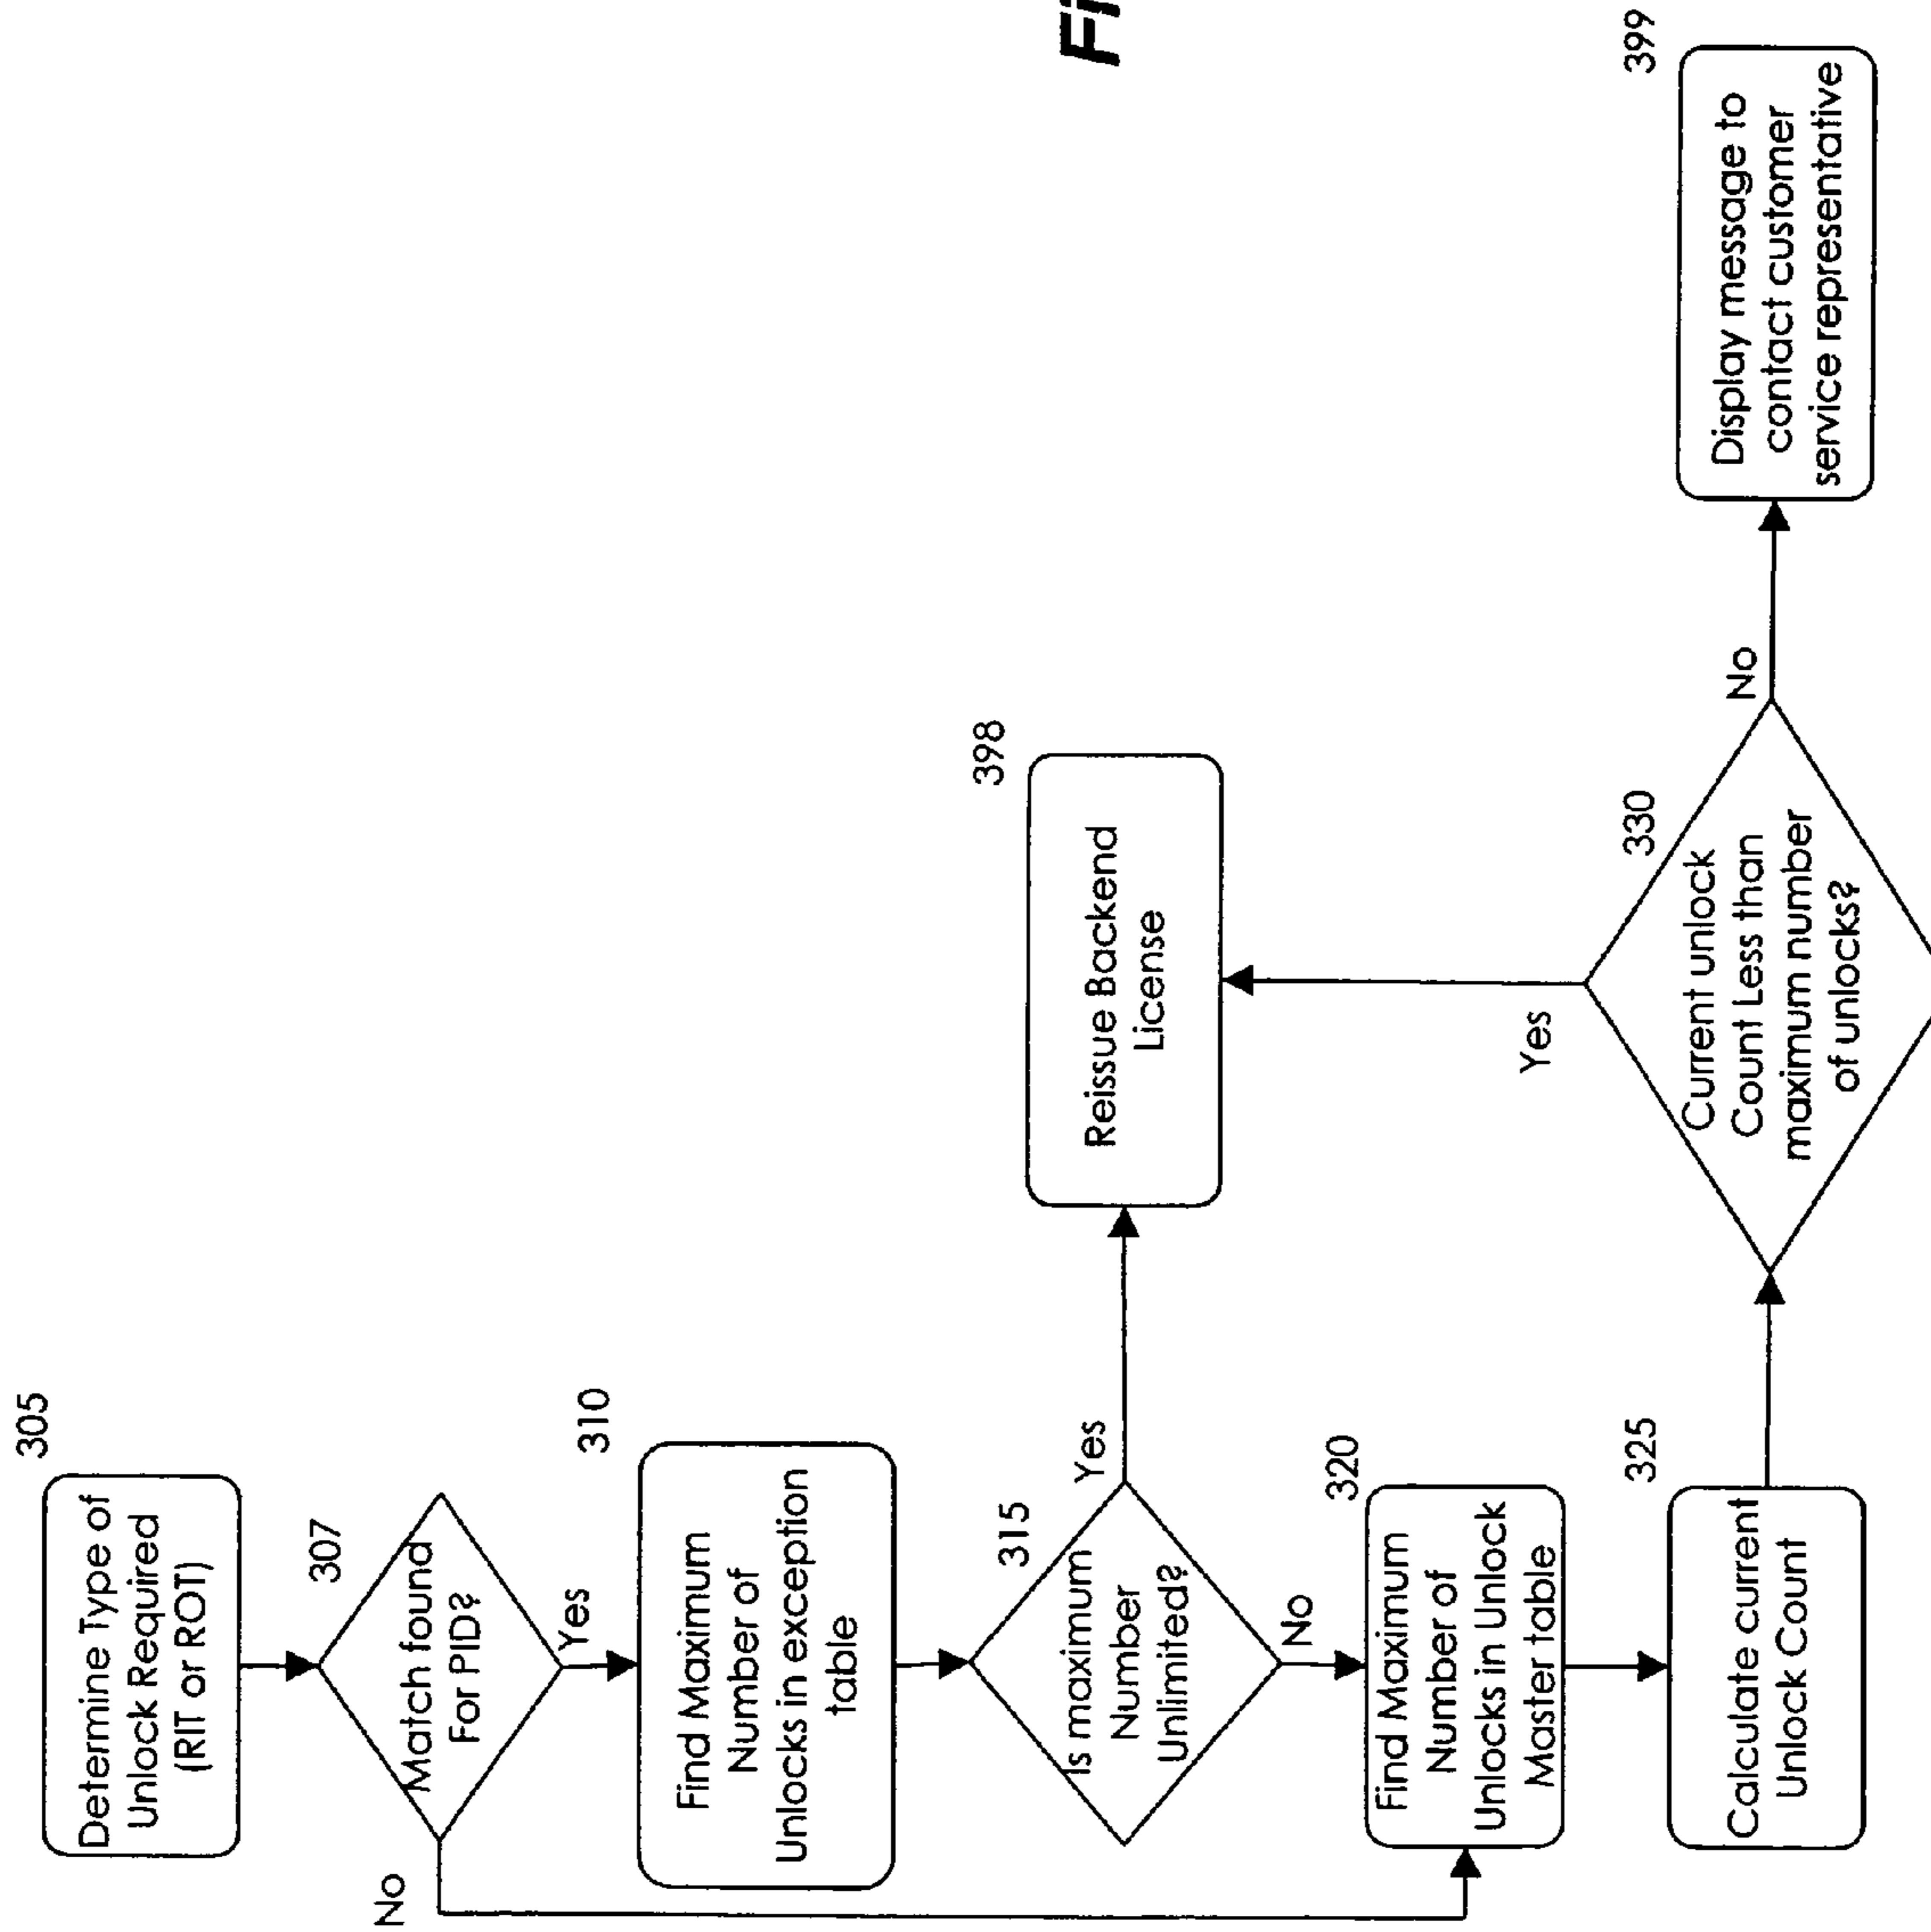 305
Determine Type of
Unlock Required
(RIT or ROT)
307
Match found
For PID?
No
Yes
310
Find Maximum
Number of
Unlocks in exception
table
315
Is maximum
Number
Unlimited?
Yes
No
398
Reissue Backend
License
320
Find Maximum
Number of
Unlocks in Unlock
Master table
325
Calculate current
Unlock Count
330
Current unlock
Count Less than
maximum number
of unlocks?
Yes
No
399
Display message to
contact customer
service representative
Fi